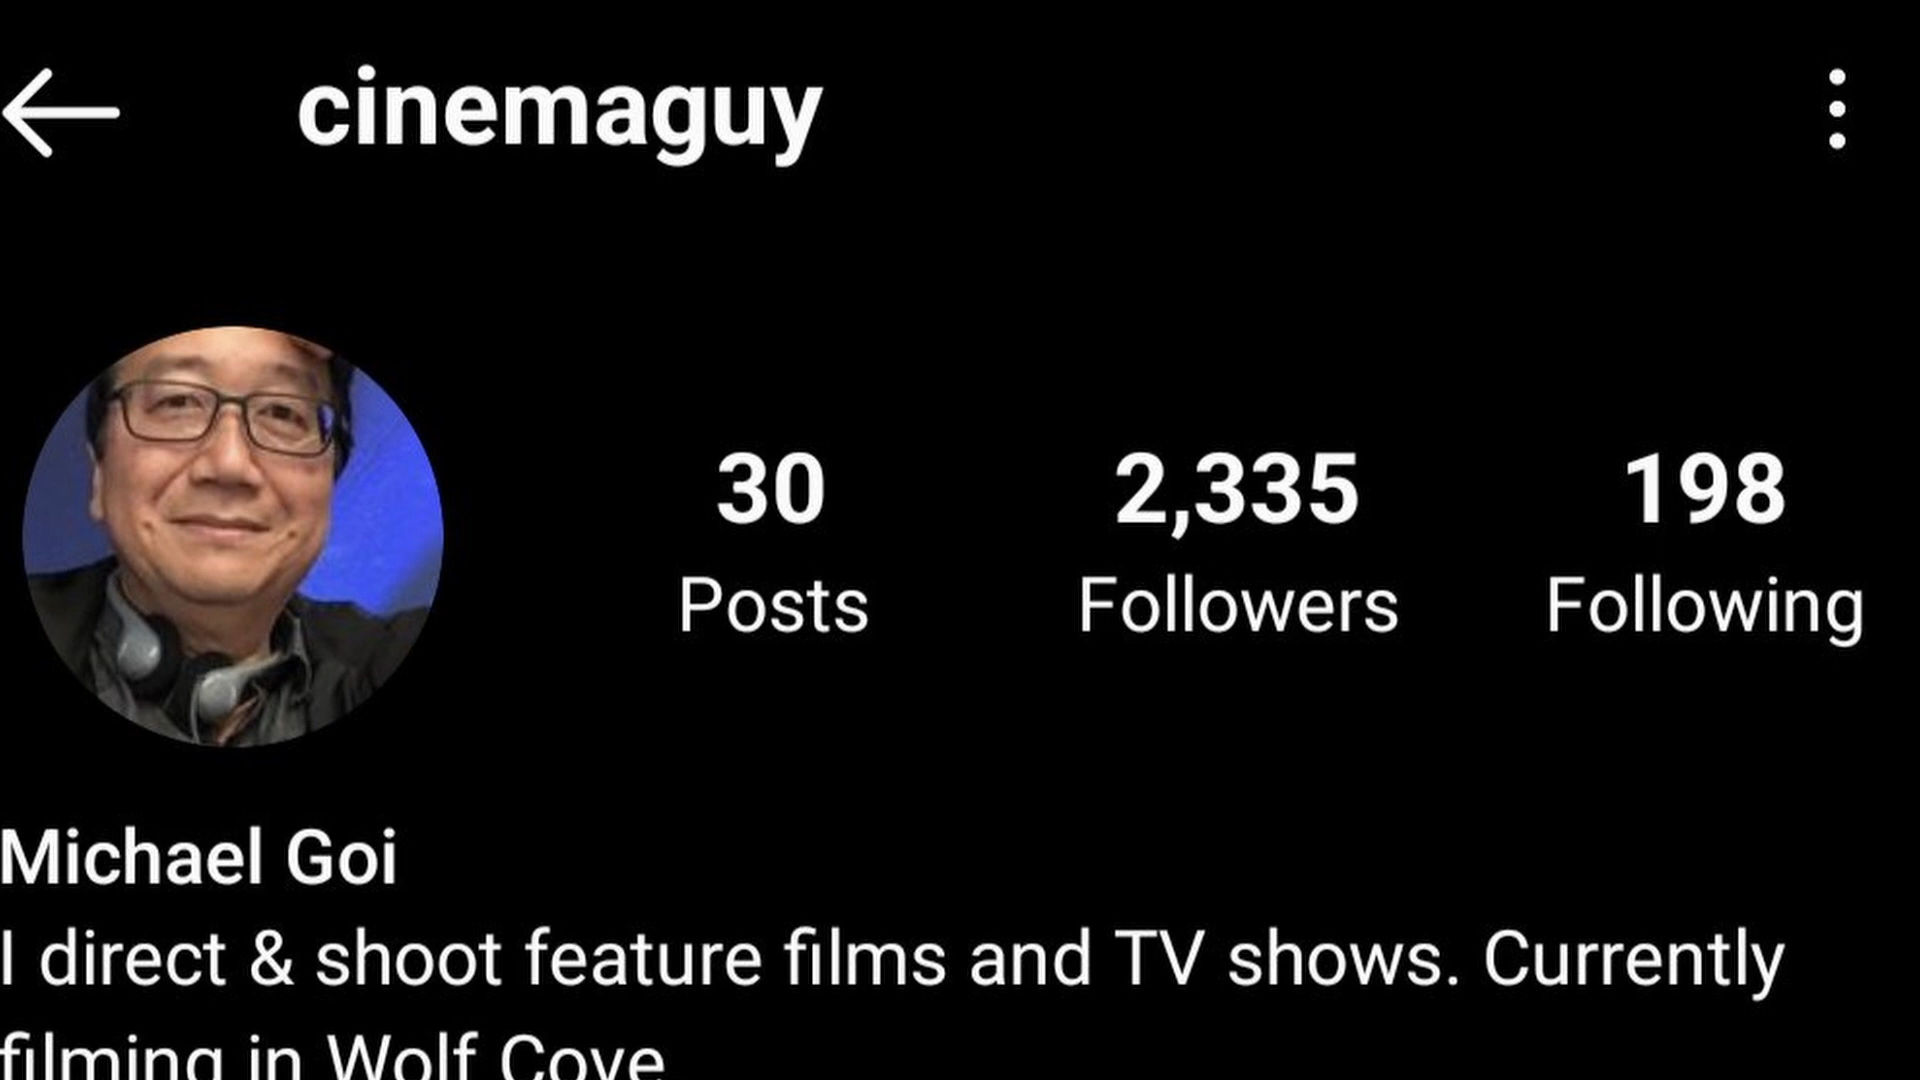 cinemaguy
30 2,335 198
Posts Followers Following
Michael Goi
I direct & shoot feature films and TV shows. Currently
filming in Wolf Cove